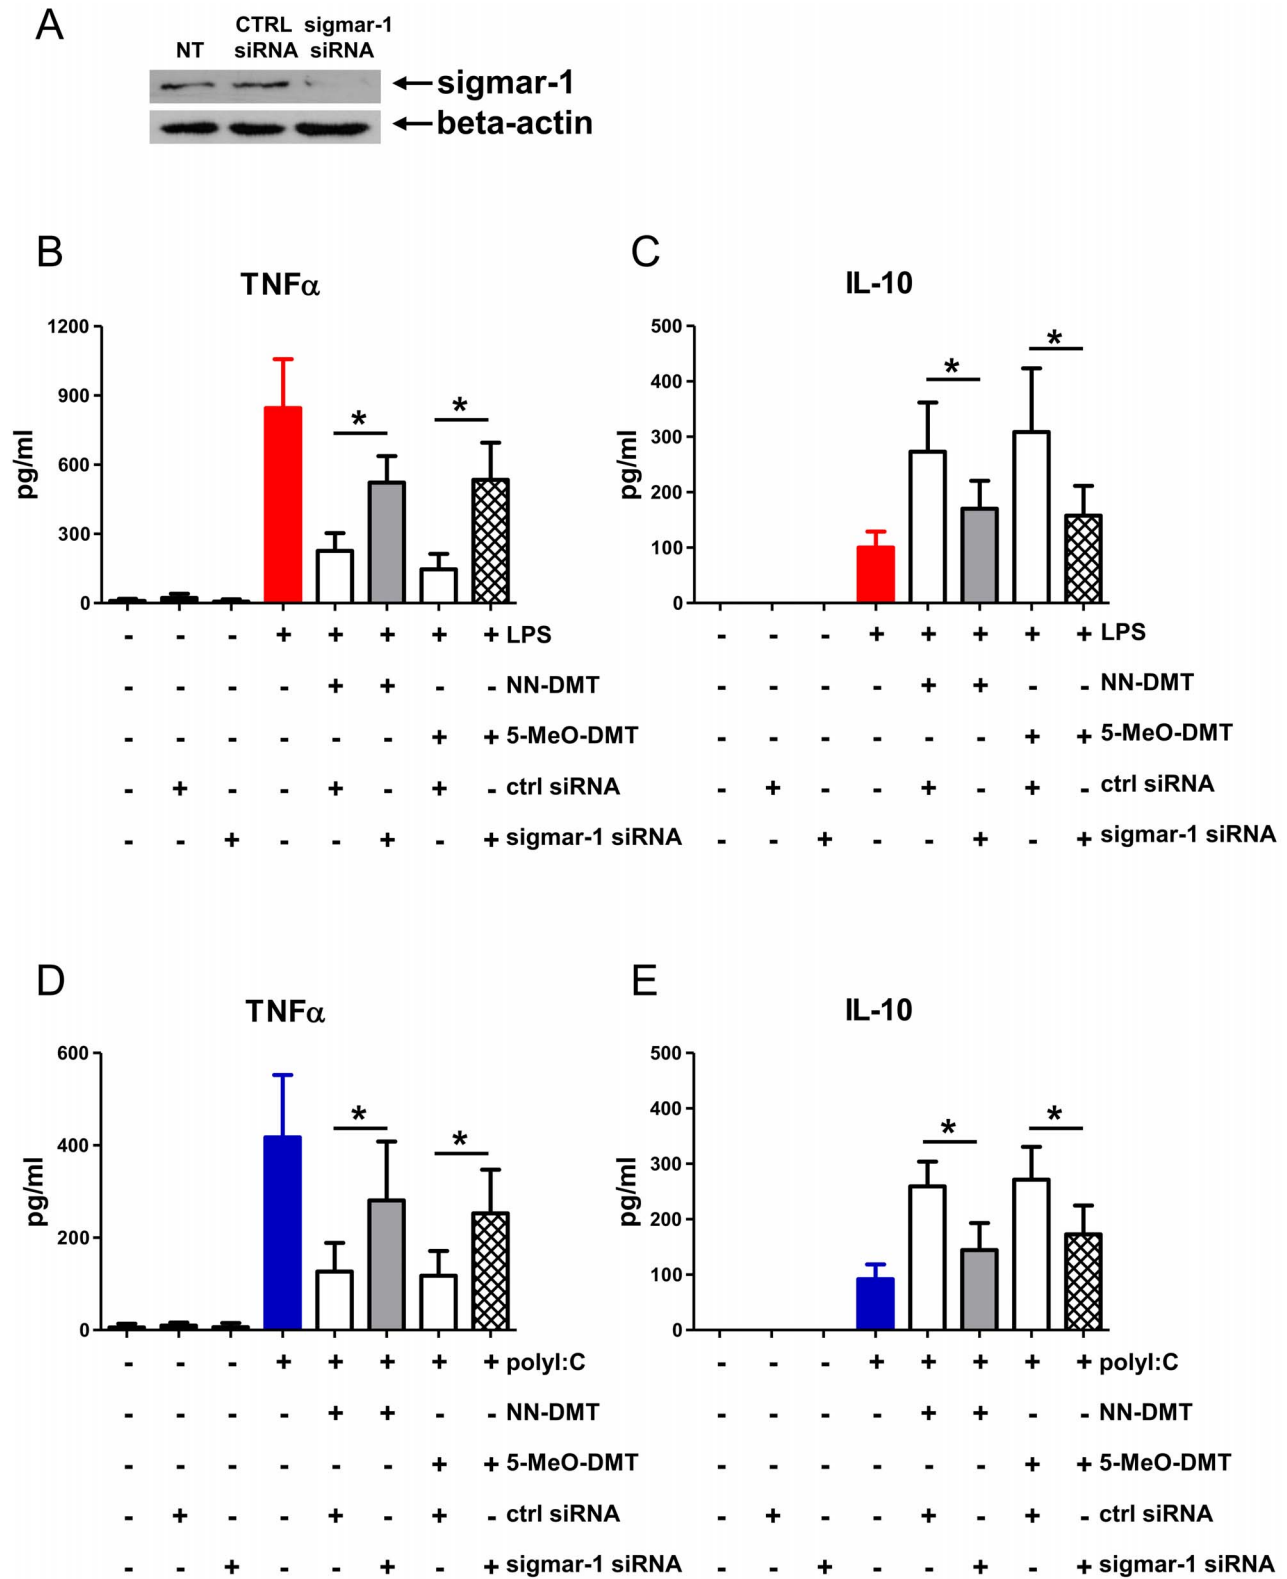 A
NT
CTRL siRNA
sigmar-1 siRNA
sigmar-1
beta-actin
B
TNFα
pg/ml
1200
900
600
300
0
- - - + + + + + LPS
- - - - + + - - NN-DMT
- - - - - - + + 5-MeO-DMT
- + - - + - + - ctrl siRNA
- - + - - + - + sigmar-1 siRNA
* *
C
IL-10
pg/ml
500
400
300
200
100
0
- - - + + + + + LPS
- - - - + + - - NN-DMT
- - - - - - + + 5-MeO-DMT
- + - - + - + - ctrl siRNA
- - + - - + - + sigmar-1 siRNA
* *
D
TNFα
pg/ml
600
400
200
0
- - - + + + + + polyI:C
- - - - + + - - NN-DMT
- - - - - - + + 5-MeO-DMT
- + - - + - + - ctrl siRNA
- - + - - + - + sigmar-1 siRNA
* *
E
IL-10
pg/ml
500
400
300
200
100
0
- - - + + + + + polyI:C
- - - - + + - - NN-DMT
- - - - - - + + 5-MeO-DMT
- + - - + - + - ctrl siRNA
- - + - - + - + sigmar-1 siRNA
* *